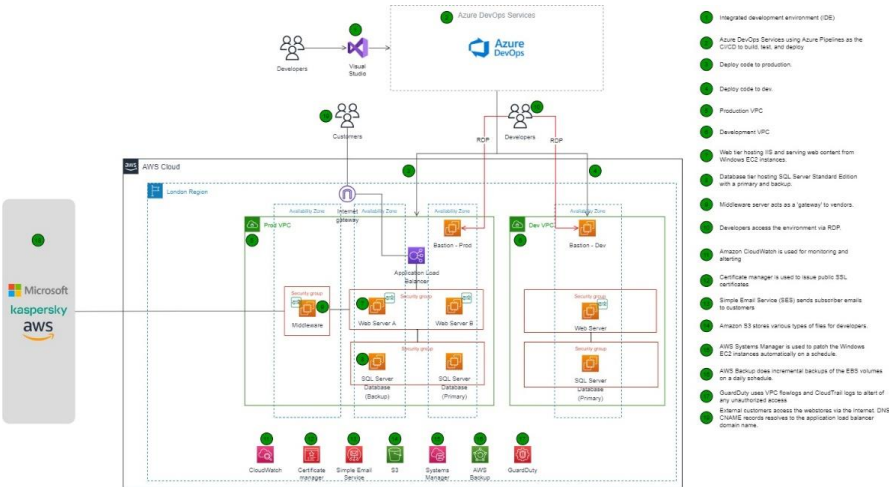 Azure DevOps Services
Azure
DevOps
Developers
Visual
Studio
Customers
Developers
RDP
RDP
aws
AWS Cloud
London Region
Internet
gateway
Availability Zone
Availability Zone
Availability Zone
Availability Zone
Prod VPC
Dev VPC
Bastion - Prod
Bastion - Dev
Application Load
Balancer
Security group
Middleware
Security group
Web Server A
Web Server B
Security group
Web Server
Security group
SQL Server
Database
(Backup)
SQL Server
Database
(Primary)
Security group
SQL Server
Database
(Primary)
Microsoft
kaspersky
aws
CloudWatch
Certificate
manager
Simple Email
Service
S3
Systems
Manager
AWS
Backup
GuardDuty
Integrated development environment (IDE)
Azure DevOps Services using Azure Pipelines as the
CI/CD to build, test, and deploy
Deploy code to production.
Deploy code to dev.
Production VPC
Development VPC
Web tier hosting IIS and serving web content from
Windows EC2 instances.
Database tier hosting SQL Server Standard Edition
with a primary and backup.
Middleware server acts as a 'gateway' to vendors.
Developers access the environment via RDP.
Amazon CloudWatch is used for monitoring and
alterting
Certificate manager is used to issue public SSL
certificates
Simple Email Service (SES) sends subscriber emails
to customers
Amazon S3 stores various types of files for developers.
AWS Systems Manager is used to patch the Windows
EC2 instances automatically on a schedule.
AWS Backup does incremental backups of the EBS volumes
on a daily schedule.
GuardDuty uses VPC flowlogs and CloudTrail logs to altert of
any unauthorized access
External customers access the webstores via the Internet. DNS
CNAME records resolves to the application load balancer
domain name.